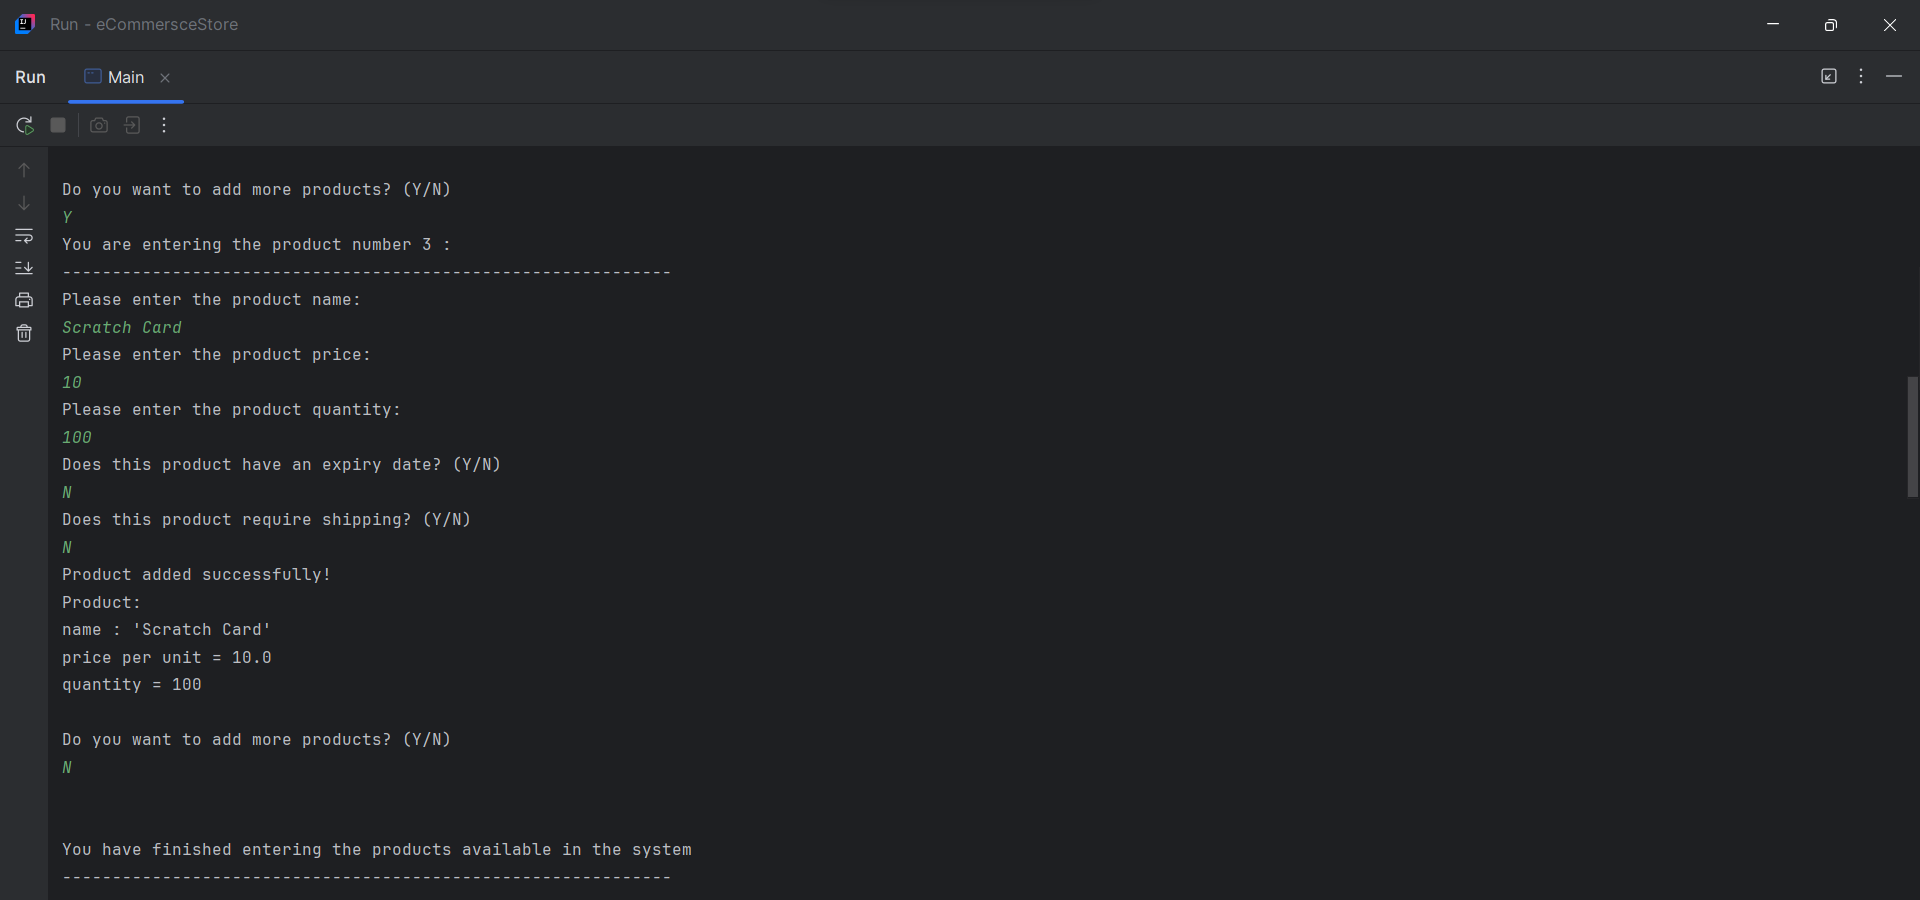 Run - eCommersceStore
Run Main
Do you want to add more products? (Y/N)
Y
You are entering the product number 3 :
-------------------------------------------------------------
Please enter the product name:
Scratch Card
Please enter the product price:
10
Please enter the product quantity:
100
Does this product have an expiry date? (Y/N)
N
Does this product require shipping? (Y/N)
N
Product added successfully!
Product:
name : 'Scratch Card'
price per unit = 10.0
quantity = 100
Do you want to add more products? (Y/N)
N
You have finished entering the products available in the system
-------------------------------------------------------------